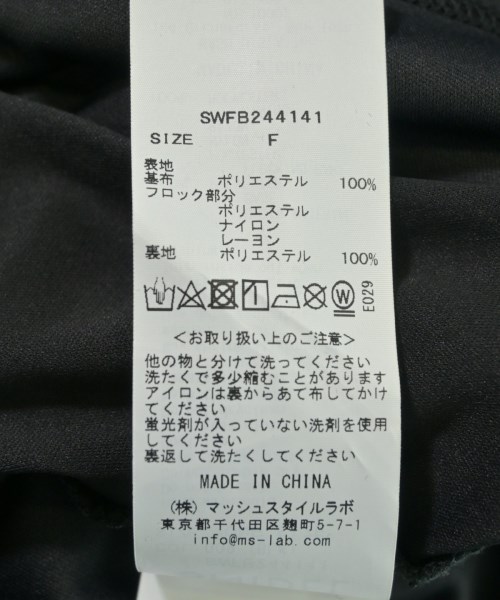 SWFB244141
SIZE F
表地
基布 ポリエステル 100%
フロック部分
ポリエステル
ナイロン
レーヨン
裏地 ポリエステル 100%
W E029
<お取り扱い上のご注意>
他の物と分けて洗ってください
洗たくで多少縮むことがあります
アイロンは裏からあて布してかけ
てください
蛍光剤が入っていない洗剤を使用
してください
裏返して洗たくしてください
MADE IN CHINA
(株) マッシュスタイルラボ
東京都千代田区麹町5-7-1
info@ms-lab.com